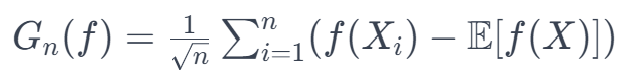 $G_n(f) = \frac{1}{\sqrt{n}} \sum_{i=1}^{n} (f(X_i) - \mathbb{E}[f(X)])$